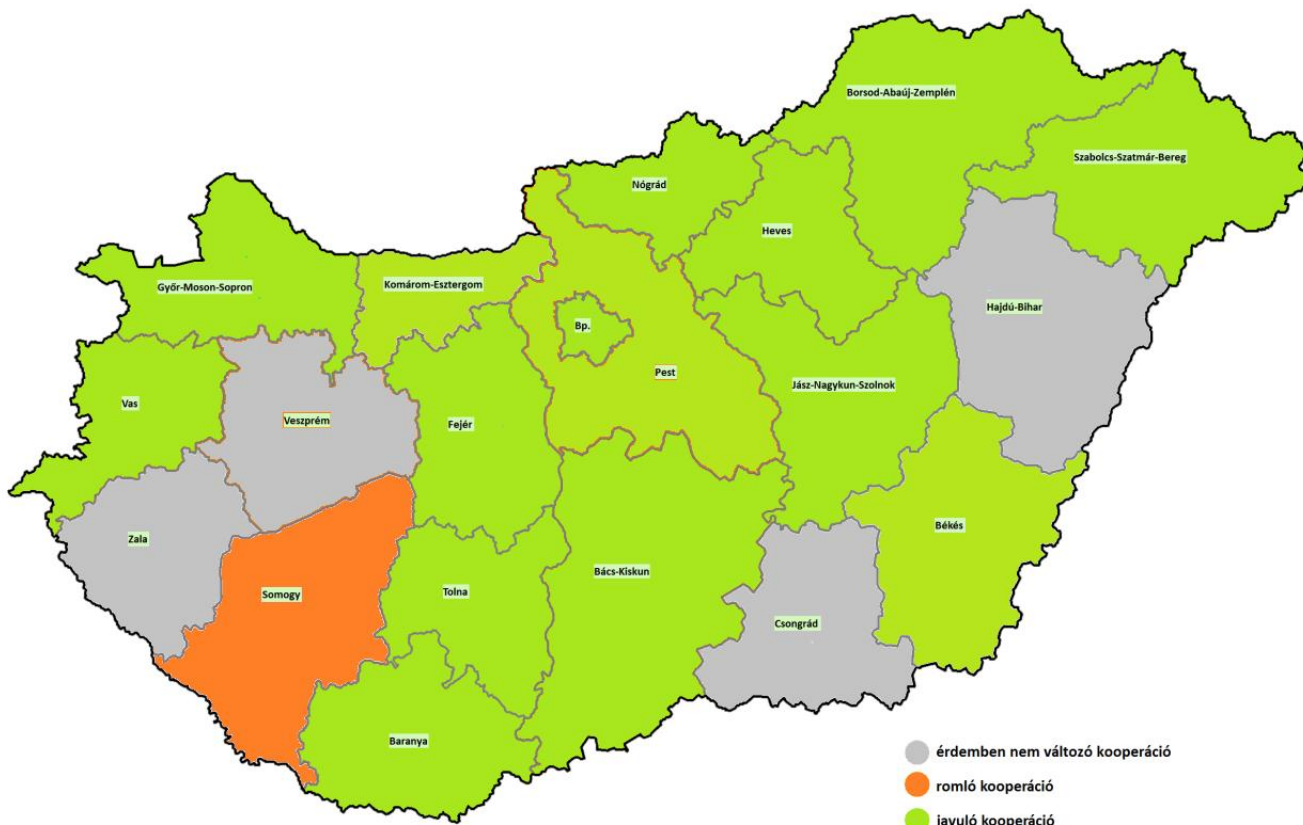 Borsod-Abaúj-Zemplén
Szabolcs-Szatmár-Bereg
Nógrád
Heves
Győr-Moson-Sopron
Komárom-Esztergom
Hajdú-Bihar
Bp.
Pest
Jász-Nagykun-Szolnok
Vas
Veszprém
Fejér
Békés
Zala
Bács-Kiskun
Somogy
Tolna
Csongrád
Baranya
érdemben nem változó kooperáció
romló kooperáció
javuló kooperáció